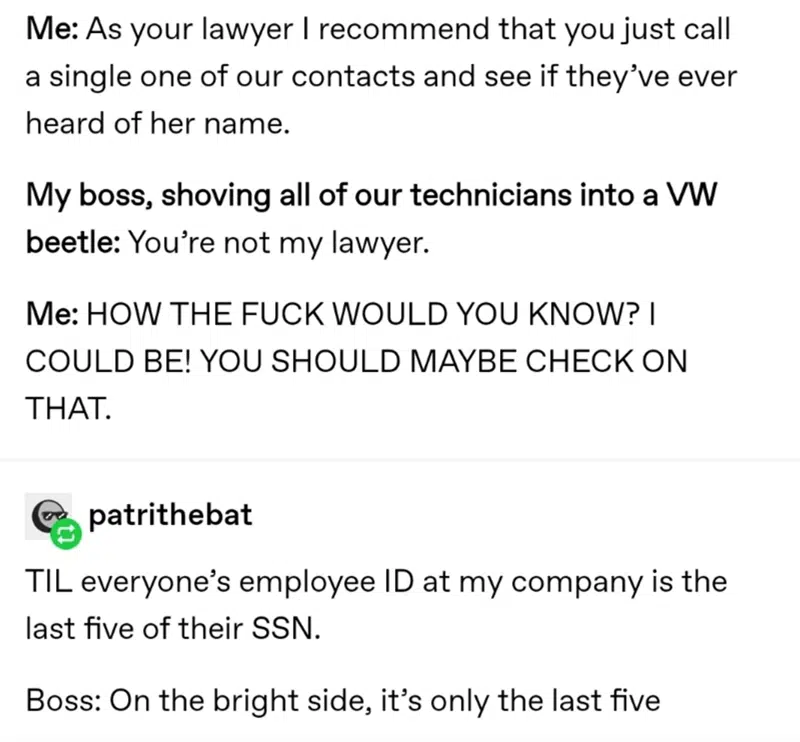 Me: As your lawyer I recommend that you just call
a single one of our contacts and see if they’ve ever
heard of her name.
My boss, shoving all of our technicians into a VW
beetle: You’re not my lawyer.
Me: HOW THE FUCK WOULD YOU KNOW? I
COULD BE! YOU SHOULD MAYBE CHECK ON
THAT.
patrithebat
TIL everyone’s employee ID at my company is the
last five of their SSN.
Boss: On the bright side, it’s only the last five